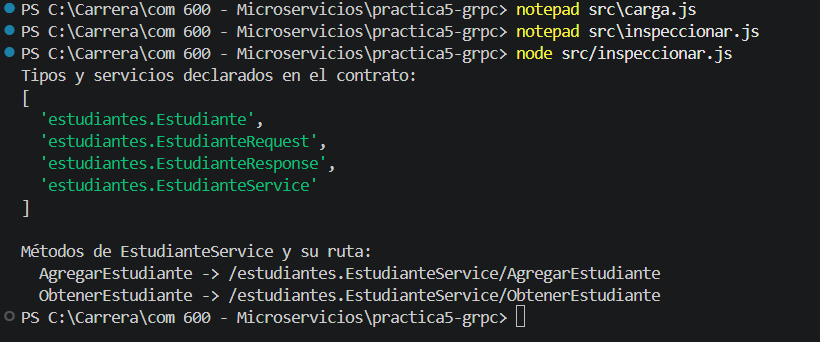 PS C:\Carrera\com 600 - Microservicios\practica5-grpc> notepad src\carga.js
PS C:\Carrera\com 600 - Microservicios\practica5-grpc> notepad src\inspeccionar.js
PS C:\Carrera\com 600 - Microservicios\practica5-grpc> node src/inspeccionar.js
Tipos y servicios declarados en el contrato:
[
  'estudiantes.Estudiante',
  'estudiantes.EstudianteRequest',
  'estudiantes.EstudianteResponse',
  'estudiantes.EstudianteService'
]
Métodos de EstudianteService y su ruta:
  AgregarEstudiante -> /estudiantes.EstudianteService/AgregarEstudiante
  ObtenerEstudiante -> /estudiantes.EstudianteService/ObtenerEstudiante
PS C:\Carrera\com 600 - Microservicios\practica5-grpc>